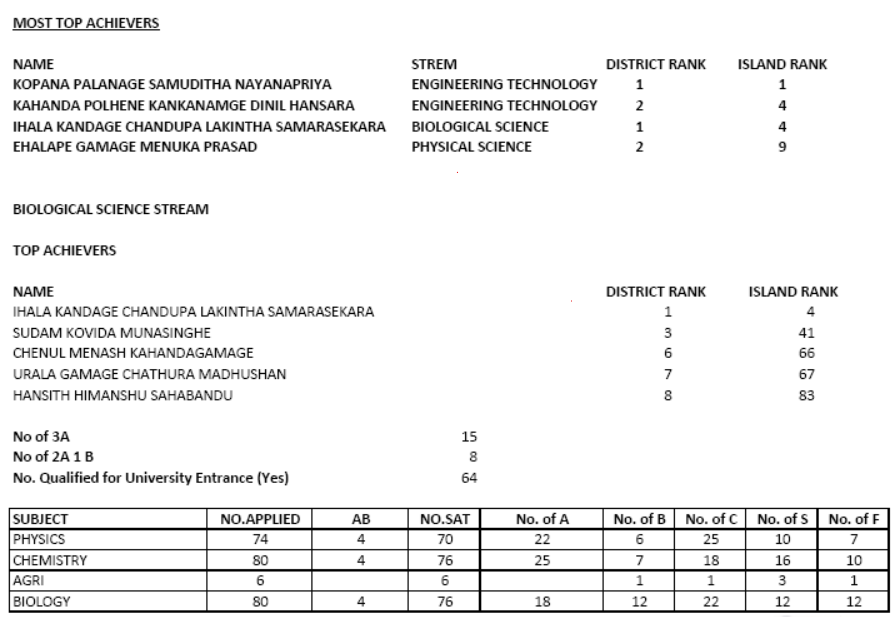 MOST TOP ACHIEVERS
NAME STREM DISTRICT RANK ISLAND RANK
KOPANA PALANAGE SAMUDITHA NAYANAPRIYA ENGINEERING TECHNOLOGY 1 1
KAHANDA POLHENE KANKANAMGE DINIL HANSARA ENGINEERING TECHNOLOGY 2 4
IHALA KANDAGE CHANDUPA LAKINTHA SAMARASEKARA BIOLOGICAL SCIENCE 1 4
EHALAPE GAMAGE MENUKA PRASAD PHYSICAL SCIENCE 2 9
BIOLOGICAL SCIENCE STREAM
TOP ACHIEVERS
NAME DISTRICT RANK ISLAND RANK
IHALA KANDAGE CHANDUPA LAKINTHA SAMARASEKARA 1 4
SUDAM KOVIDA MUNASINGHE 3 41
CHENUL MENASH KAHANDAGAMAGE 6 66
URALA GAMAGE CHATHURA MADHUSHAN 7 67
HANSITH HIMANSHU SAHABANDU 8 83
No of 3A 15
No of 2A 1 B 8
No. Qualified for University Entrance (Yes) 64
SUBJECT NO.APPLIED AB NO.SAT No. of A No. of B No. of C No. of S No. of F
PHYSICS 74 4 70 22 6 25 10 7
CHEMISTRY 80 4 76 25 7 18 16 10
AGRI 6 6 1 1 3 1
BIOLOGY 80 4 76 18 12 22 12 12